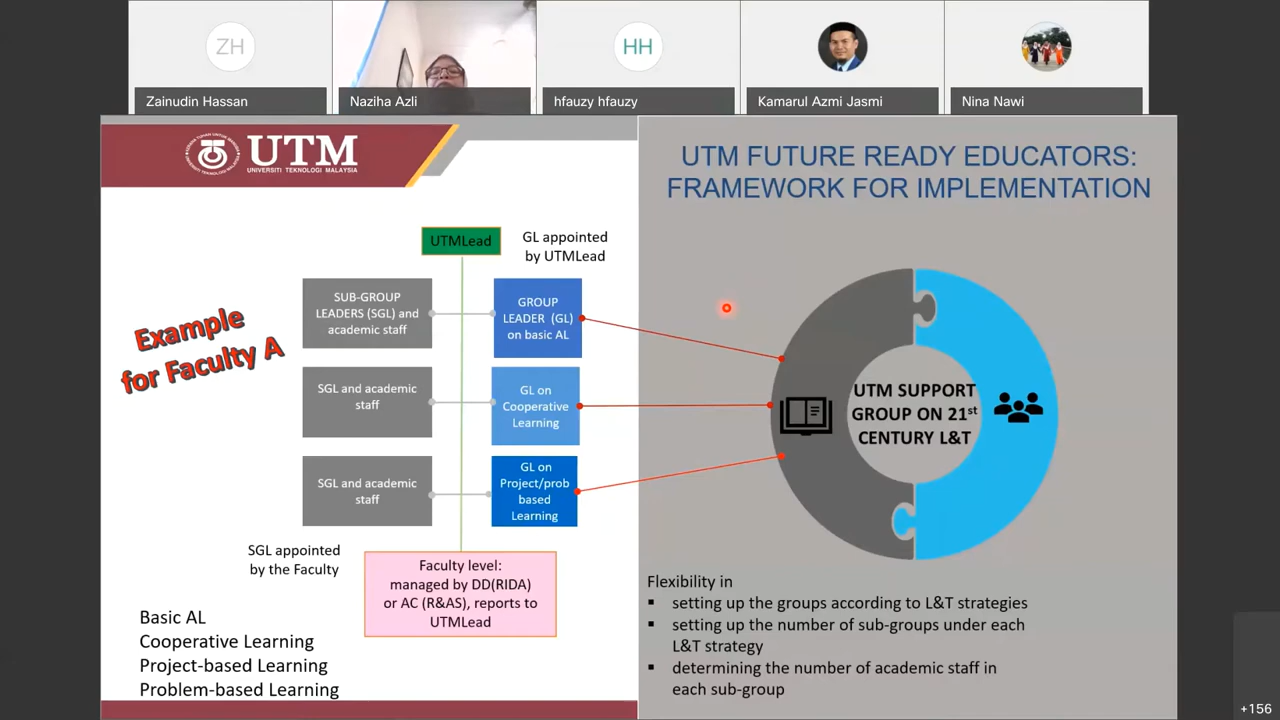 ZH
HH
Zainudin Hassan
Naziha Azli
hfauzy hfauzy
Kamarul Azmi Jasmi
Nina Nawi
UTM
UNIVERSITI TEKNOLOGI MALAYSIA
UTM FUTURE READY EDUCATORS:
FRAMEWORK FOR IMPLEMENTATION
UTMLead
GL appointed
by UTMLead
Example
for Faculty A
SUB-GROUP
LEADERS (SGL) and
academic staff
GROUP
LEADER (GL)
on basic AL
SGL and academic
staff
GL on
Cooperative
Learning
SGL and academic
staff
GL on
Project/prob
based
Learning
UTM SUPPORT
GROUP ON 21st
CENTURY L&T
SGL appointed
by the Faculty
Faculty level:
managed by DD(RIDA)
or AC (R&AS), reports to
UTMLead
Basic AL
Cooperative Learning
Project-based Learning
Problem-based Learning
Flexibility in
▪ setting up the groups according to L&T strategies
▪ setting up the number of sub-groups under each
L&T strategy
▪ determining the number of academic staff in
each sub-group
+156